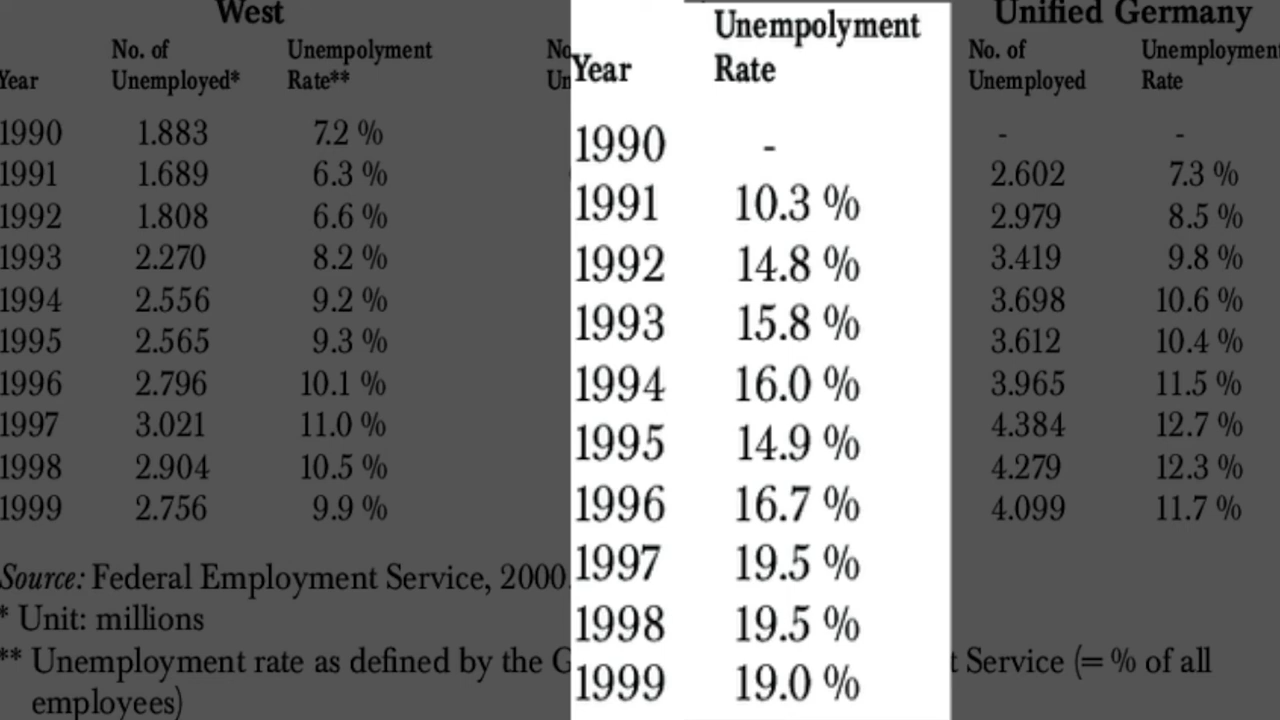 West
Unified Germany
No. of Unempolyment
Year Unemployed* Rate**
1990 1.883 7.2 %
1991 1.689 6.3 %
1992 1.808 6.6 %
1993 2.270 8.2 %
1994 2.556 9.2 %
1995 2.565 9.3 %
1996 2.796 10.1 %
1997 3.021 11.0 %
1998 2.904 10.5 %
1999 2.756 9.9 %
Unempolyment
Year Rate
1990 -
1991 10.3 %
1992 14.8 %
1993 15.8 %
1994 16.0 %
1995 14.9 %
1996 16.7 %
1997 19.5 %
1998 19.5 %
1999 19.0 %
No. of Unemployment
Unemployed Rate
- -
2.602 7.3 %
2.979 8.5 %
3.419 9.8 %
3.698 10.6 %
3.612 10.4 %
3.965 11.5 %
4.384 12.7 %
4.279 12.3 %
4.099 11.7 %
Source: Federal Employment Service, 2000
* Unit: millions
** Unemployment rate as defined by the Service (= % of all
employees)